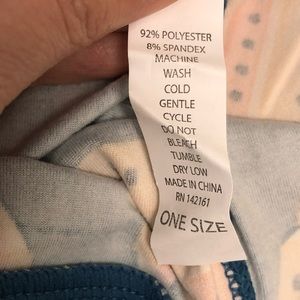 92% POLYESTER
8% SPANDEX
MACHINE
WASH
COLD
GENTLE
CYCLE
DO NOT
BLEACH
TUMBLE
DRY LOW
MADE IN CHINA
RN 142161
ONE SIZE